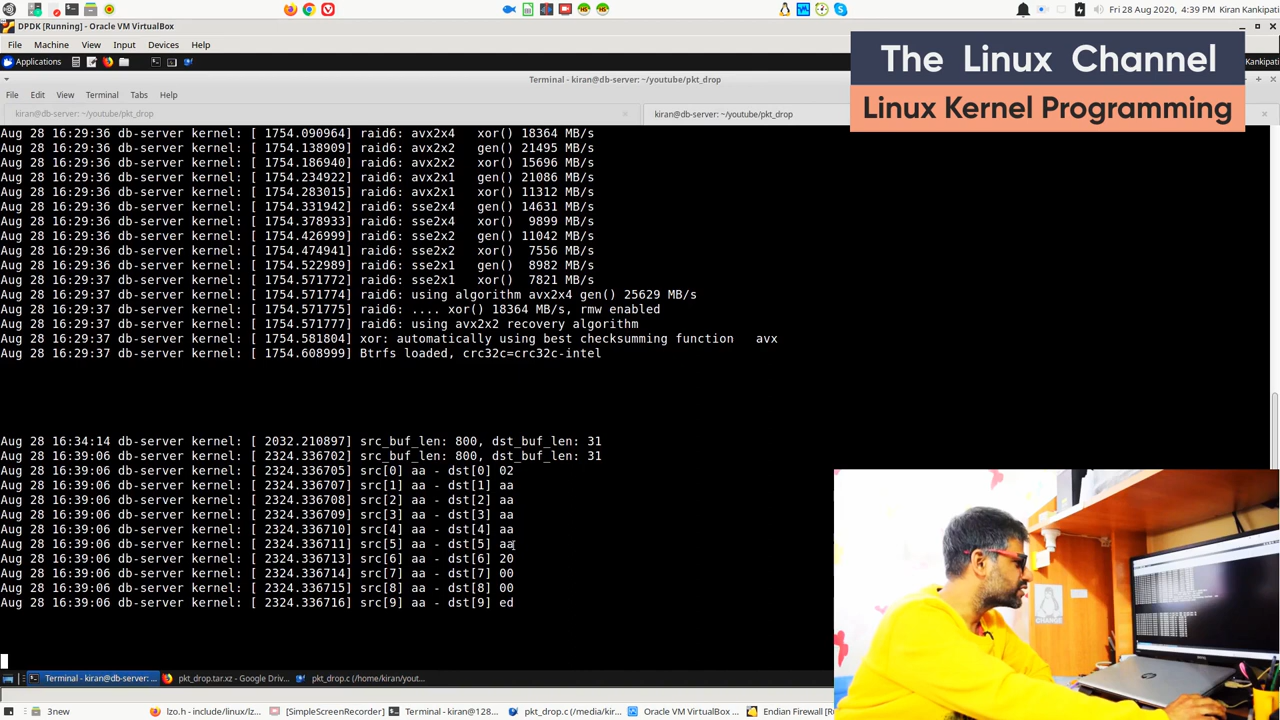 Fri 28 Aug 2020, 4:39 PM Kiran Kankipati
DPDK [Running] - Oracle VM VirtualBox
File Machine View Input Devices Help
Applications
Kankipati
The Linux Channel
Linux Kernel Programming
Terminal - kiran@db-server: ~/youtube/pkt_drop
File Edit View Terminal Tabs Help
kiran@db-server: ~/youtube/pkt_drop
kiran@db-server: ~/youtube/pkt_drop
Aug 28 16:29:36 db-server kernel: [ 1754.090964] raid6: avx2x4 xor() 18364 MB/s
Aug 28 16:29:36 db-server kernel: [ 1754.138909] raid6: avx2x2 gen() 21495 MB/s
Aug 28 16:29:36 db-server kernel: [ 1754.186940] raid6: avx2x2 xor() 15696 MB/s
Aug 28 16:29:36 db-server kernel: [ 1754.234922] raid6: avx2x1 gen() 21086 MB/s
Aug 28 16:29:36 db-server kernel: [ 1754.283015] raid6: avx2x1 xor() 11312 MB/s
Aug 28 16:29:36 db-server kernel: [ 1754.331942] raid6: sse2x4 gen() 14631 MB/s
Aug 28 16:29:36 db-server kernel: [ 1754.378933] raid6: sse2x4 xor() 9899 MB/s
Aug 28 16:29:36 db-server kernel: [ 1754.426999] raid6: sse2x2 gen() 11042 MB/s
Aug 28 16:29:36 db-server kernel: [ 1754.474941] raid6: sse2x2 xor() 7556 MB/s
Aug 28 16:29:36 db-server kernel: [ 1754.522989] raid6: sse2x1 gen() 8982 MB/s
Aug 28 16:29:37 db-server kernel: [ 1754.571772] raid6: sse2x1 xor() 7821 MB/s
Aug 28 16:29:37 db-server kernel: [ 1754.571774] raid6: using algorithm avx2x4 gen() 25629 MB/s
Aug 28 16:29:37 db-server kernel: [ 1754.571775] raid6: .... xor() 18364 MB/s, rmw enabled
Aug 28 16:29:37 db-server kernel: [ 1754.571777] raid6: using avx2x2 recovery algorithm
Aug 28 16:29:37 db-server kernel: [ 1754.581804] xor: automatically using best checksumming function avx
Aug 28 16:29:37 db-server kernel: [ 1754.608999] Btrfs loaded, crc32c=crc32c-intel
Aug 28 16:34:14 db-server kernel: [ 2032.210897] src_buf_len: 800, dst_buf_len: 31
Aug 28 16:39:06 db-server kernel: [ 2324.336702] src_buf_len: 800, dst_buf_len: 31
Aug 28 16:39:06 db-server kernel: [ 2324.336705] src[0] aa - dst[0] 02
Aug 28 16:39:06 db-server kernel: [ 2324.336707] src[1] aa - dst[1] aa
Aug 28 16:39:06 db-server kernel: [ 2324.336708] src[2] aa - dst[2] aa
Aug 28 16:39:06 db-server kernel: [ 2324.336709] src[3] aa - dst[3] aa
Aug 28 16:39:06 db-server kernel: [ 2324.336710] src[4] aa - dst[4] aa
Aug 28 16:39:06 db-server kernel: [ 2324.336711] src[5] aa - dst[5] aa
Aug 28 16:39:06 db-server kernel: [ 2324.336713] src[6] aa - dst[6] 20
Aug 28 16:39:06 db-server kernel: [ 2324.336714] src[7] aa - dst[7] 00
Aug 28 16:39:06 db-server kernel: [ 2324.336715] src[8] aa - dst[8] 00
Aug 28 16:39:06 db-server kernel: [ 2324.336716] src[9] aa - dst[9] ed
CHANGE
Terminal - kiran@db-server: ... pkt_drop.tar.xz - Google Driv... pkt_drop.c (/home/kiran/yout...
3new lzo.h - include/linux/lz... [SimpleScreenRecorder] Terminal - kiran@128... pkt_drop.c (/media/kir... Oracle VM VirtualBox Endian Firewall [Ru